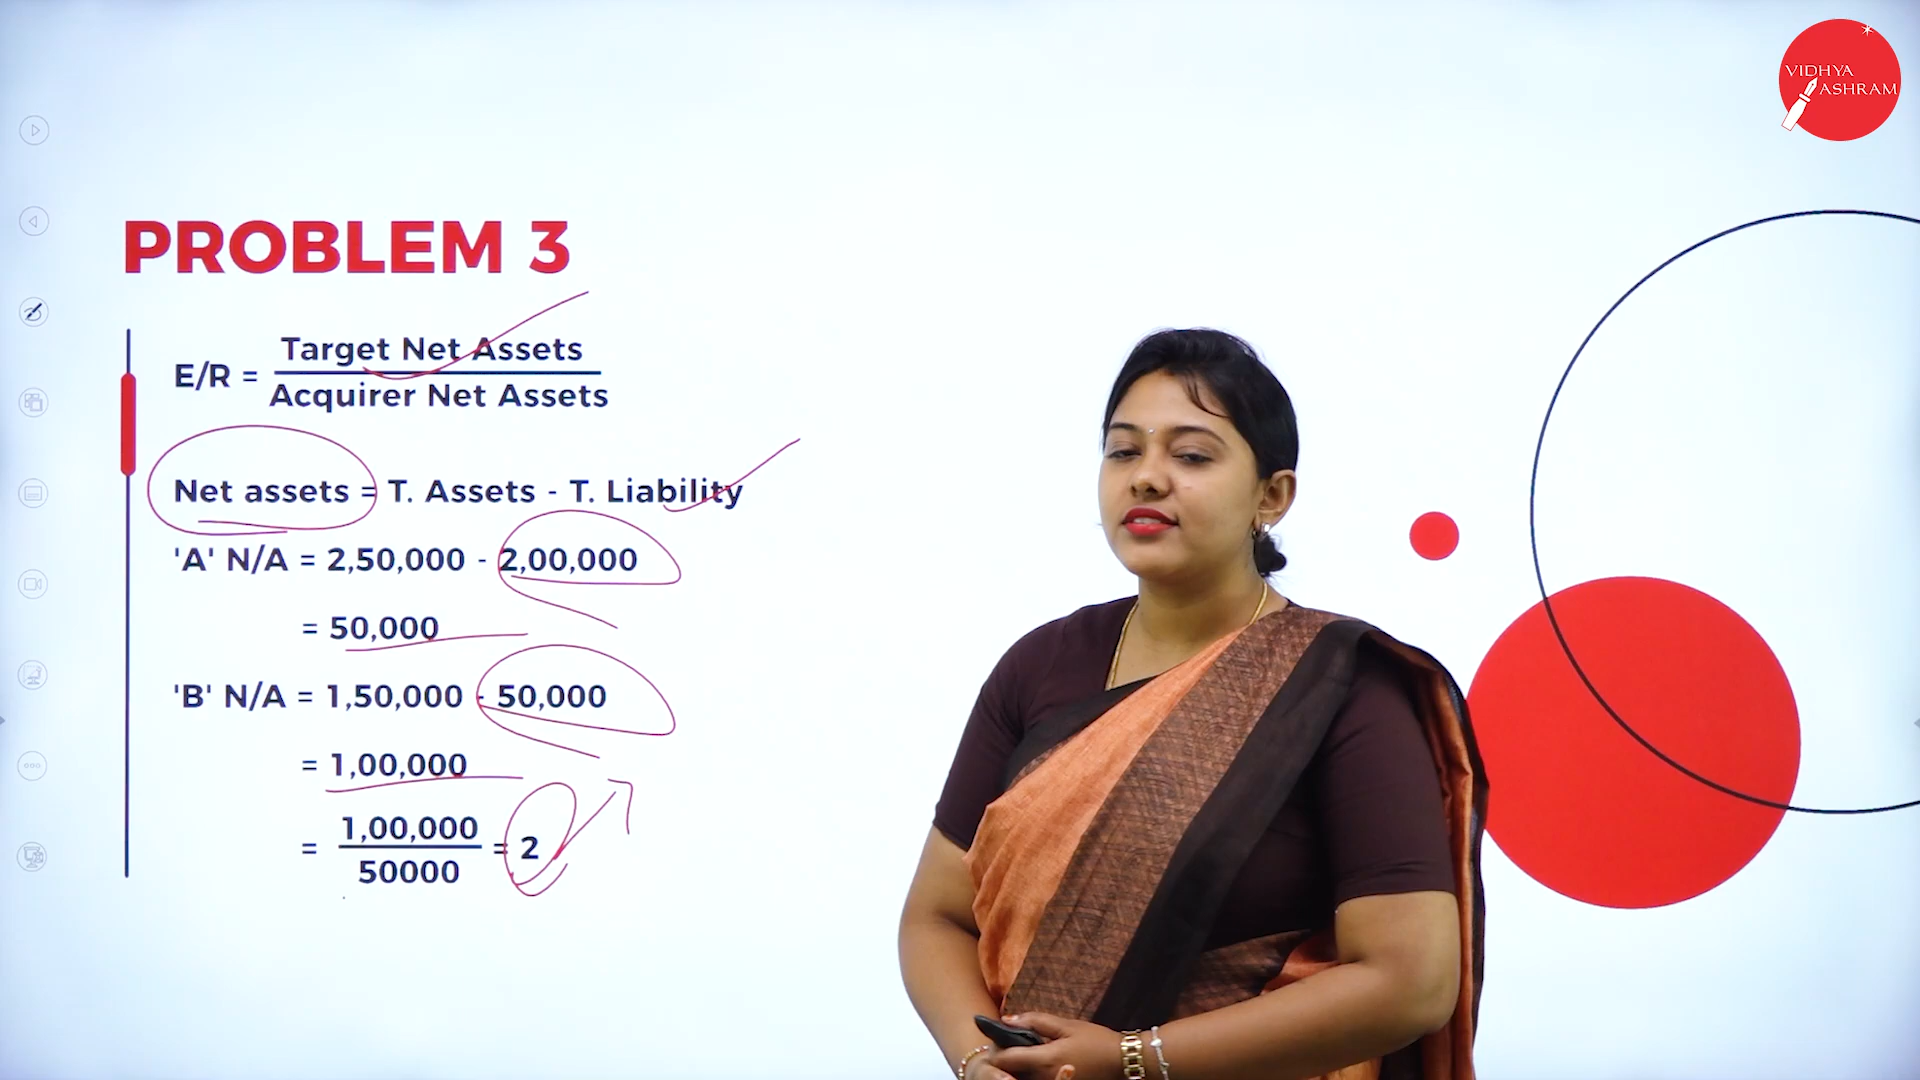 VIDHYA
ASHRAM
PROBLEM 3
E/R = Target Net Assets
Acquirer Net Assets
Net assets = T. Assets - T. Liability
'A' N/A = 2,50,000 - 2,00,000
= 50,000
'B' N/A = 1,50,000 - 50,000
= 1,00,000
= 1,00,000 = 2
50000